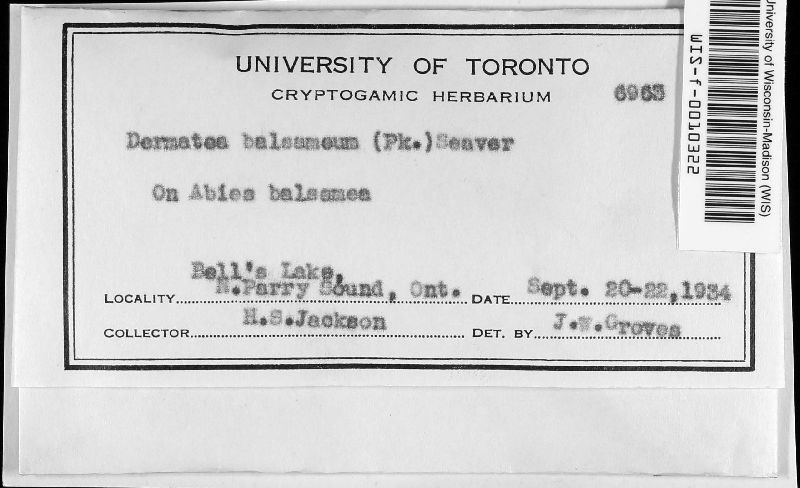 UNIVERSITY OF TORONTO
CRYPTOGAMIC HERBARIUM 6963
Dermatea balsameum (Pk.)Seaver
On Abies balsamea
Bell's Lake,
LOCALITY N.Parry Sound, Ont. DATE Sept. 20-22,1934
COLLECTOR H.S.Jackson DET. BY J.W.Groves
University of Wisconsin-Madison (WIS)
WIS-f-0010322